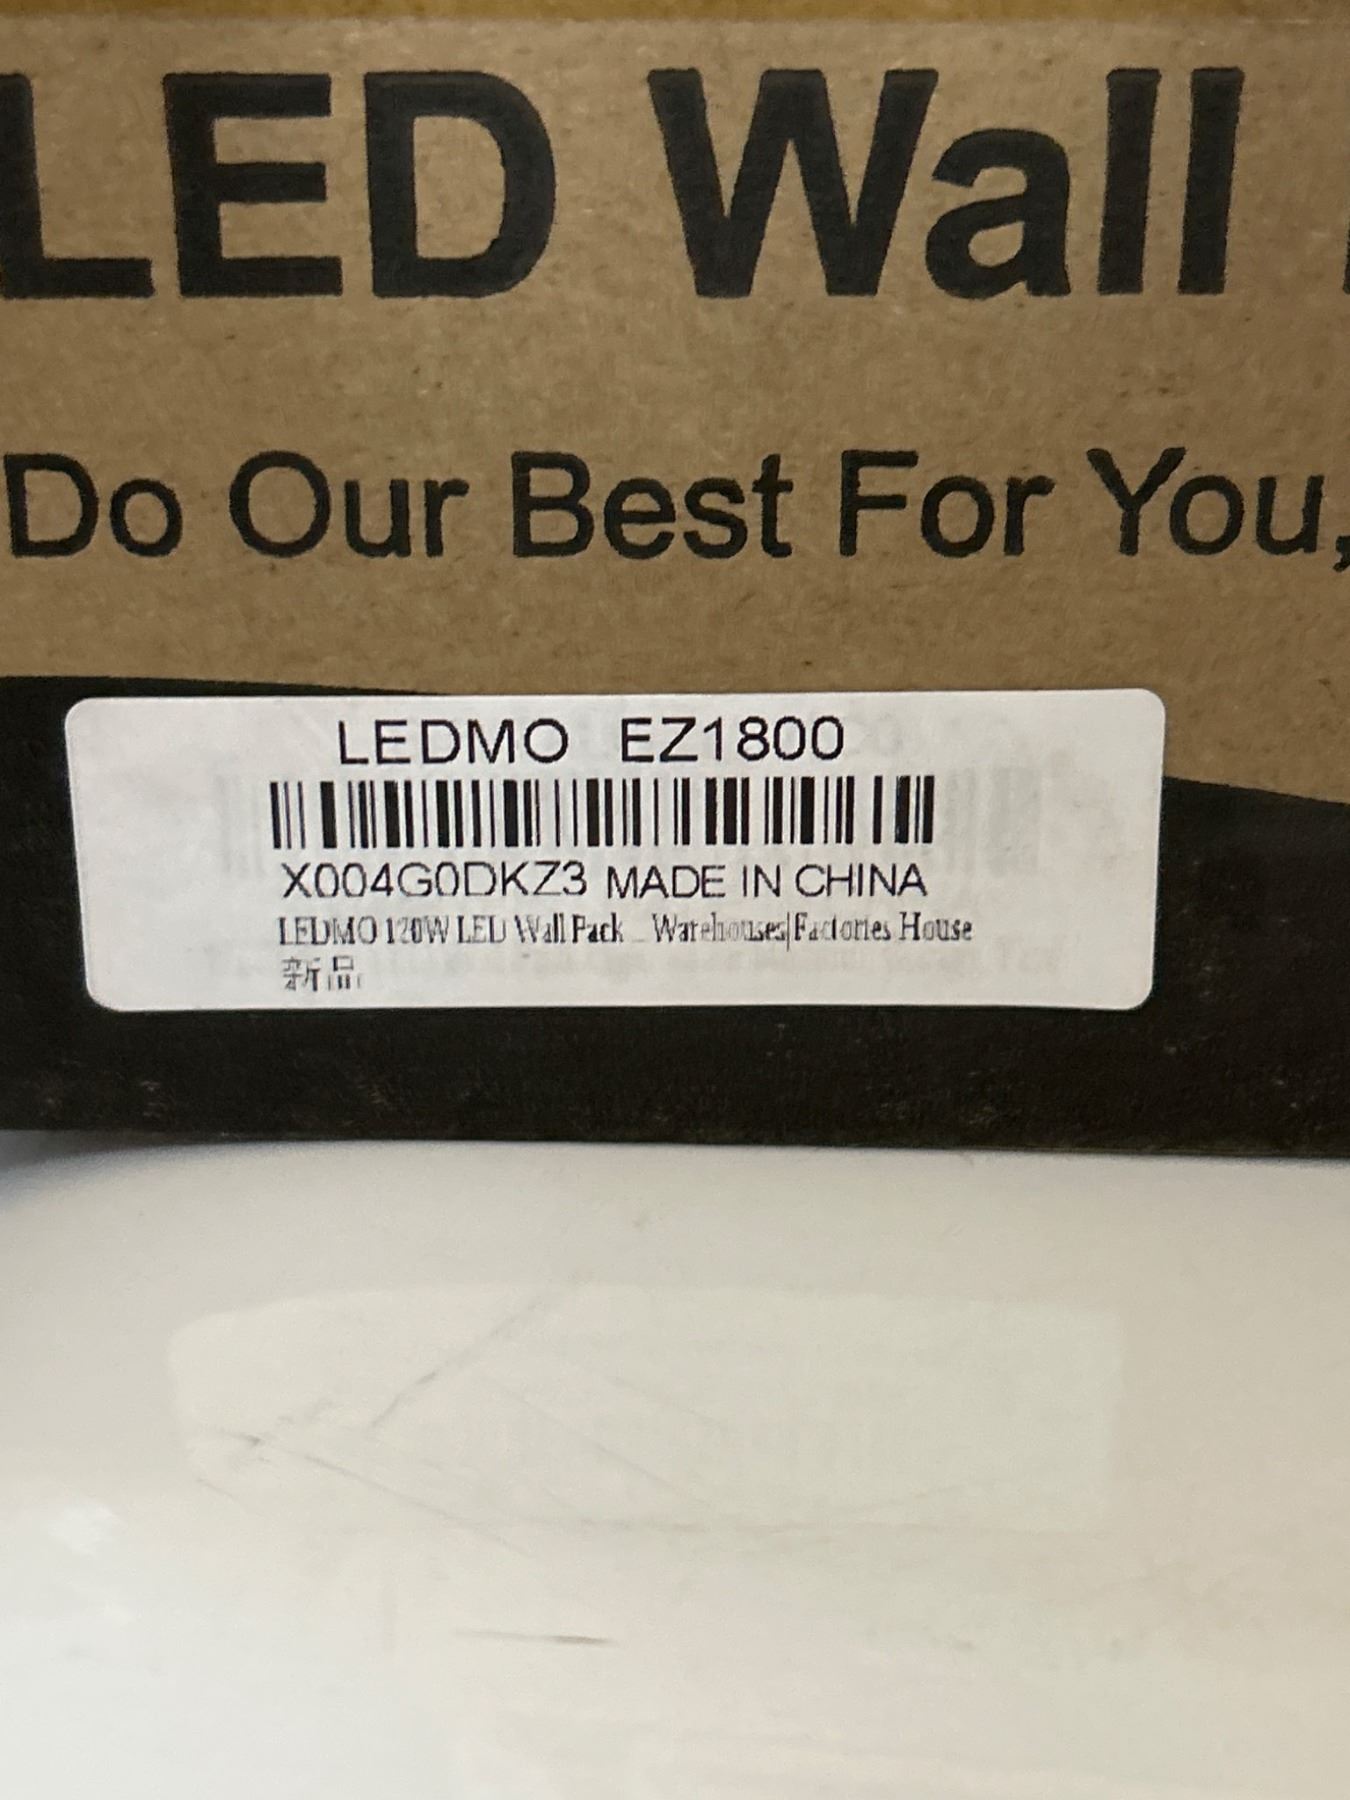 LED Wall
Do Our Best For You,
LEDMO EZ1800
X004G0DKZ3 MADE IN CHINA
LEDMO 120W LED Wall Pack _ Warehouses|Factories House
新品